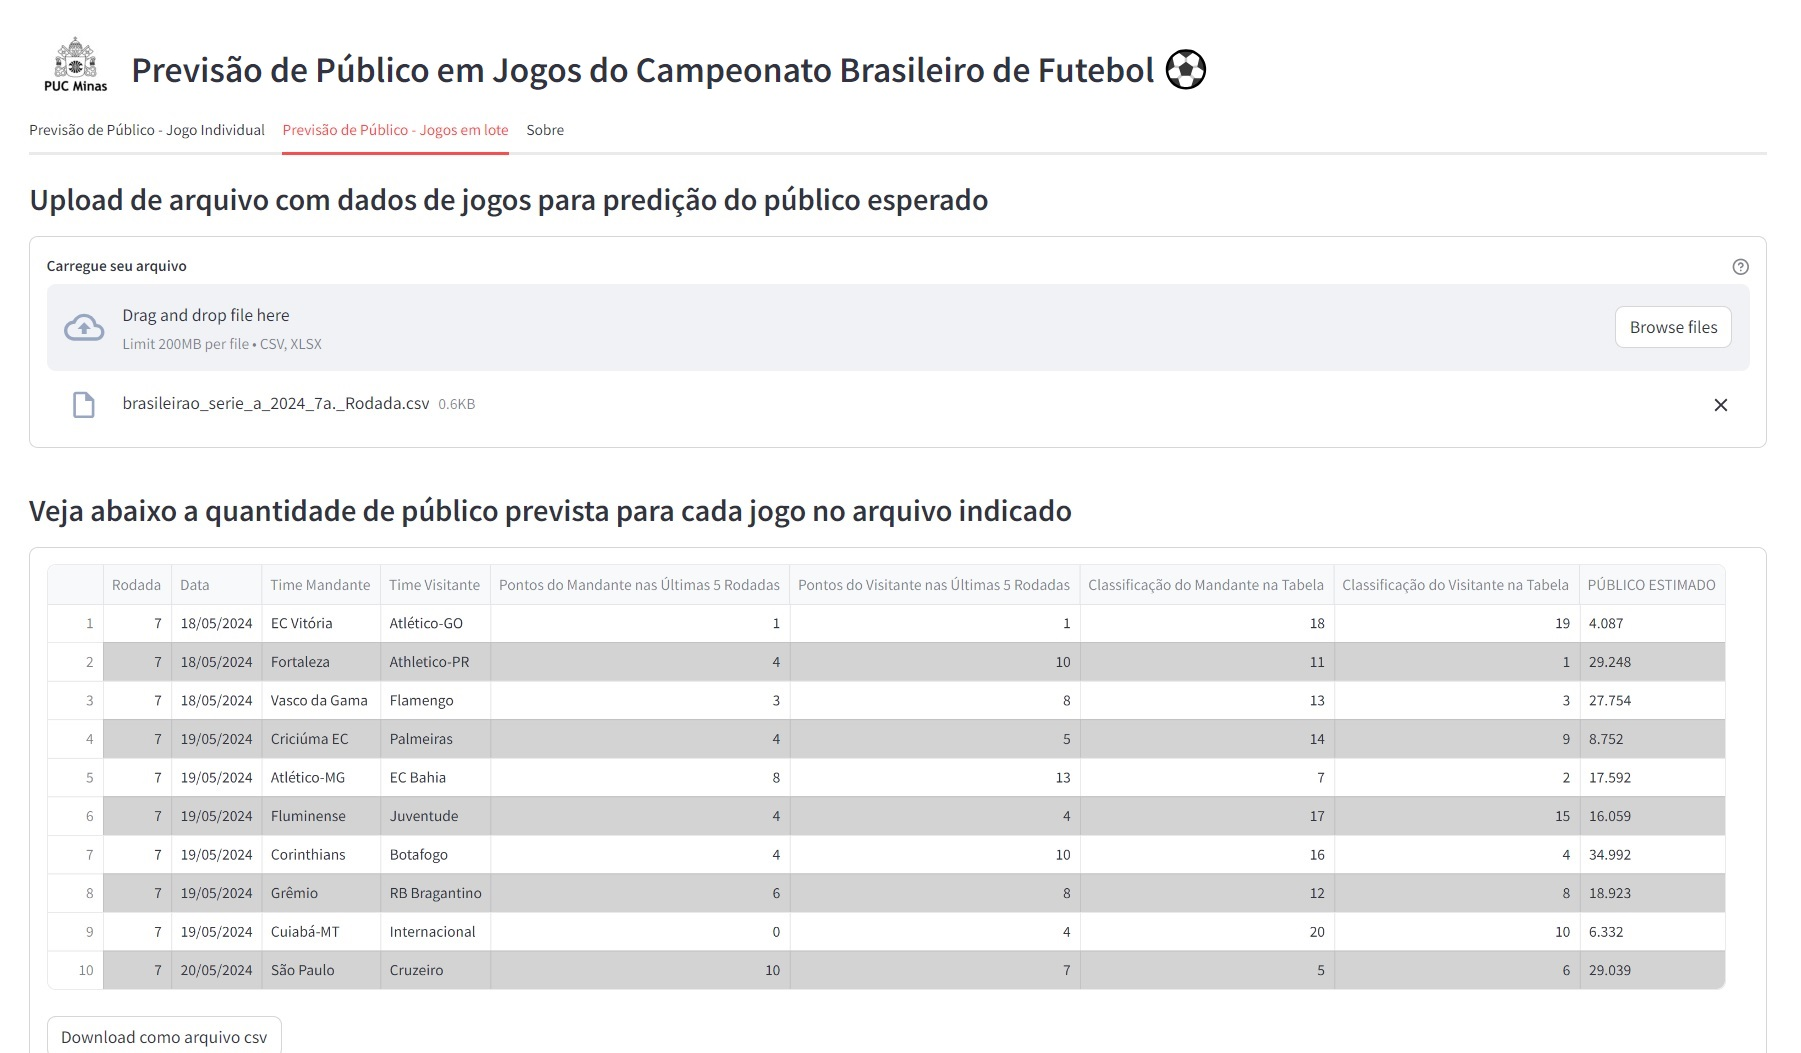 PUC Minas
Previsão de Público em Jogos do Campeonato Brasileiro de Futebol
Previsão de Público - Jogo Individual Previsão de Público - Jogos em lote Sobre
Upload de arquivo com dados de jogos para predição do público esperado
Carregue seu arquivo
Drag and drop file here
Limit 200MB per file • CSV, XLSX
Browse files
brasileirao_serie_a_2024_7a._Rodada.csv 0.6KB
Veja abaixo a quantidade de público prevista para cada jogo no arquivo indicado
Rodada Data Time Mandante Time Visitante Pontos do Mandante nas Últimas 5 Rodadas Pontos do Visitante nas Últimas 5 Rodadas Classificação do Mandante na Tabela Classificação do Visitante na Tabela PÚBLICO ESTIMADO
1 7 18/05/2024 EC Vitória Atlético-GO 1 1 18 19 4.087
2 7 18/05/2024 Fortaleza Athletico-PR 4 10 11 1 29.248
3 7 18/05/2024 Vasco da Gama Flamengo 3 8 13 3 27.754
4 7 19/05/2024 Criciúma EC Palmeiras 4 5 14 9 8.752
5 7 19/05/2024 Atlético-MG EC Bahia 8 13 7 2 17.592
6 7 19/05/2024 Fluminense Juventude 4 4 17 15 16.059
7 7 19/05/2024 Corinthians Botafogo 4 10 16 4 34.992
8 7 19/05/2024 Grêmio RB Bragantino 6 8 12 8 18.923
9 7 19/05/2024 Cuiabá-MT Internacional 0 4 20 10 6.332
10 7 20/05/2024 São Paulo Cruzeiro 10 7 5 6 29.039
Download como arquivo csv